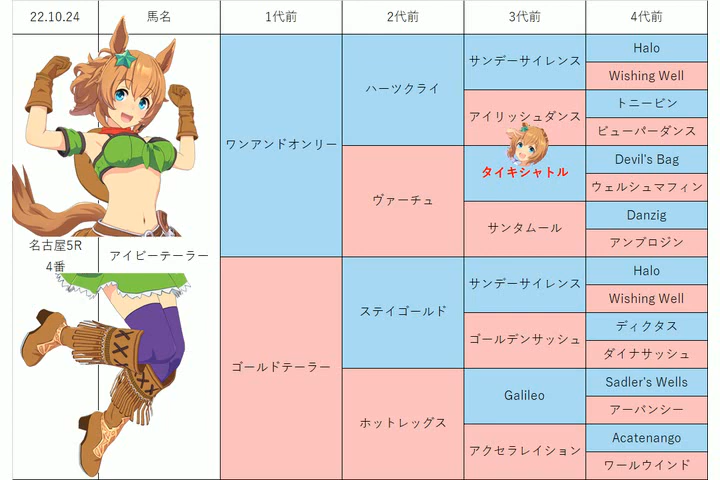 22.10.24 馬名 1代前 2代前 3代前 4代前
名古屋5R
4番
アイビーテーラー
ワンアンドオンリー
ゴールドテーラー
ハーツクライ
ヴァーチュ
ステイゴールド
ホットレッグス
サンデーサイレンス
アイリッシュダンス
タイキシャトル
サンタムール
サンデーサイレンス
ゴールデンサッシュ
Galileo
アクセラレイション
Halo
Wishing Well
トニービン
ビューパーダンス
Devil's Bag
ウェルシュマフィン
Danzig
アンブロジン
Halo
Wishing Well
ディクタス
ダイナサッシュ
Sadler's Wells
アーバンシー
Acatenango
ワールウインド